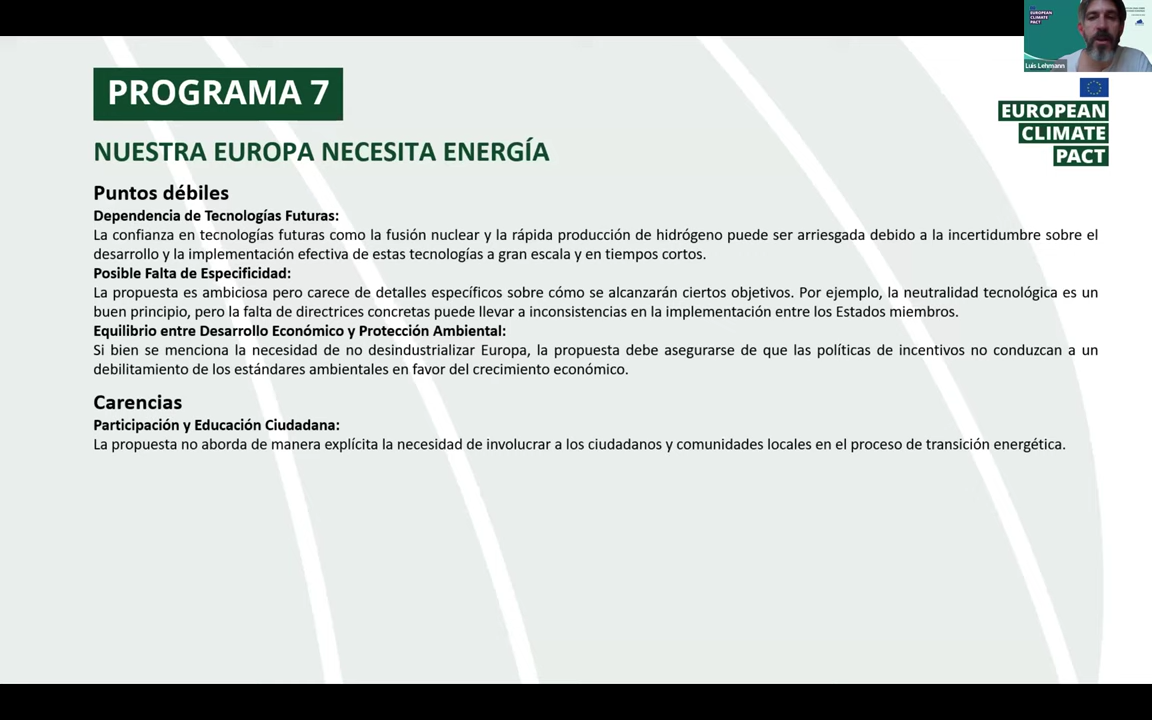 EUROPEAN
CLIMATE
PACT
Luis Lehmann
PROGRAMA 7
EUROPEAN
CLIMATE
PACT
NUESTRA EUROPA NECESITA ENERGÍA
Puntos débiles
Dependencia de Tecnologías Futuras:
La confianza en tecnologías futuras como la fusión nuclear y la rápida producción de hidrógeno puede ser arriesgada debido a la incertidumbre sobre el
desarrollo y la implementación efectiva de estas tecnologías a gran escala y en tiempos cortos.
Posible Falta de Especificidad:
La propuesta es ambiciosa pero carece de detalles específicos sobre cómo se alcanzarán ciertos objetivos. Por ejemplo, la neutralidad tecnológica es un
buen principio, pero la falta de directrices concretas puede llevar a inconsistencias en la implementación entre los Estados miembros.
Equilibrio entre Desarrollo Económico y Protección Ambiental:
Si bien se menciona la necesidad de no desindustrializar Europa, la propuesta debe asegurarse de que las políticas de incentivos no conduzcan a un
debilitamiento de los estándares ambientales en favor del crecimiento económico.
Carencias
Participación y Educación Ciudadana:
La propuesta no aborda de manera explícita la necesidad de involucrar a los ciudadanos y comunidades locales en el proceso de transición energética.